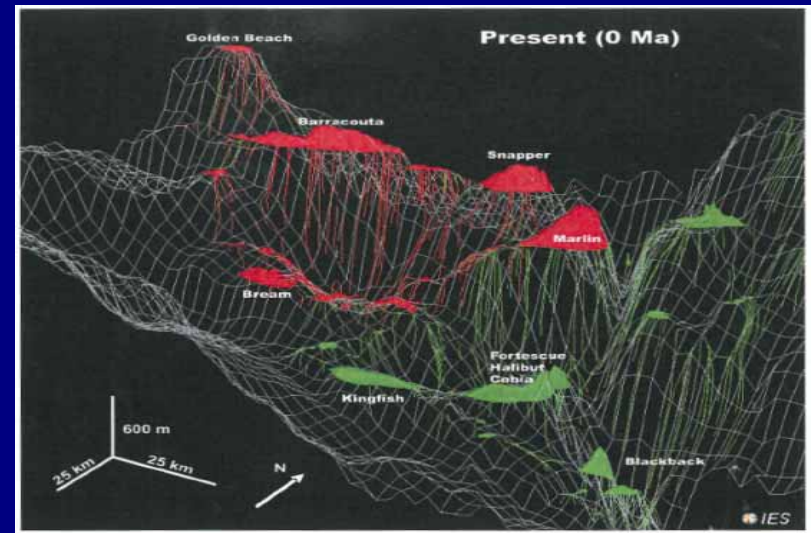 Golden Beach
Present (0 Ma)
Barracouta
Snapper
Marlin
Bream
Fortescue
Halibut
Cobia
Kingfish
600 m
Blackback
25 km
25 km
N
IES